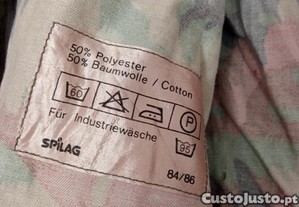 50% Polyester
50% Baumwolle / Cotton
60 P
Für Industriewäsche
95
SPILAG
84/86
CustoJusto.pt